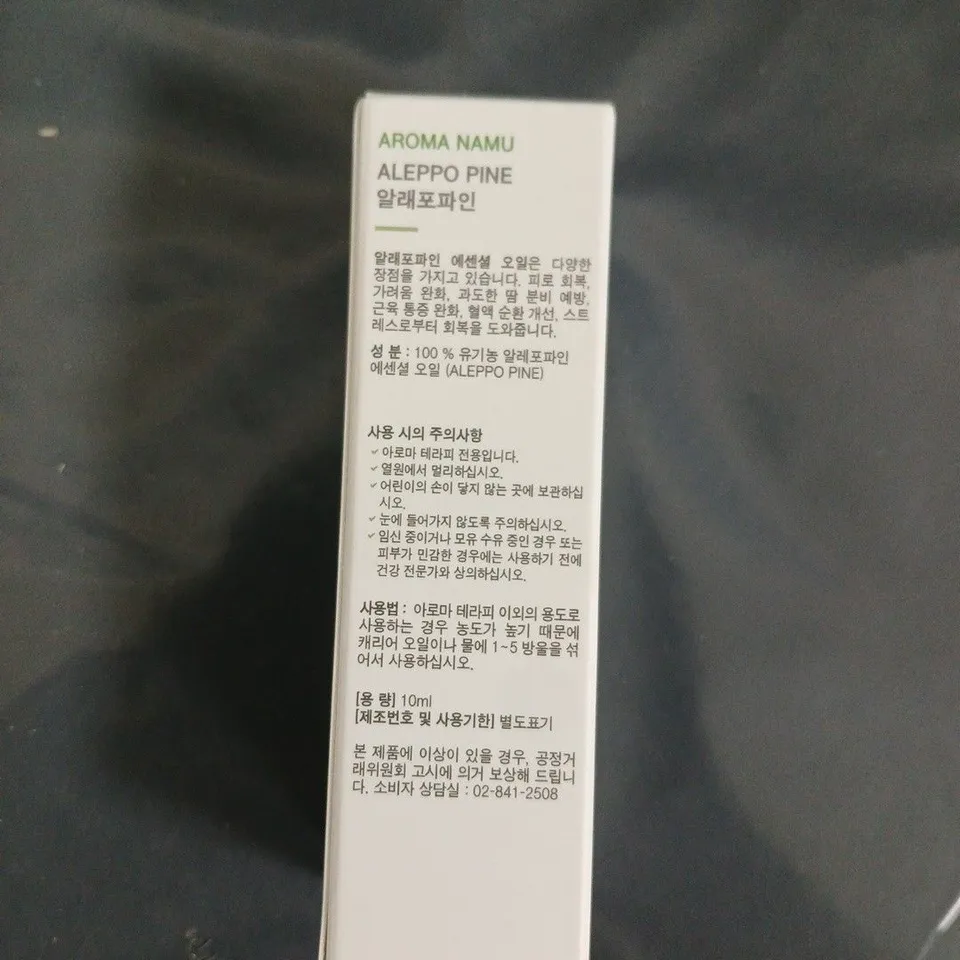 AROMA NAMU
ALEPPO PINE
알래포파인
알래포파인 에센셜 오일은 다양한
장점을 가지고 있습니다. 피로 회복,
가려움 완화, 과도한 땀 분비 예방,
근육 통증 완화, 혈액 순환 개선, 스트
레스로부터 회복을 도와줍니다.
성 분 : 100 % 유기농 알레포파인
에센셜 오일 (ALEPPO PINE)
사용 시의 주의사항
✓아로마 테라피 전용입니다.
✓열원에서 멀리하십시오.
✓어린이의 손이 닿지 않는 곳에 보관하십
시오.
✓눈에 들어가지 않도록 주의하십시오.
✓임신 중이거나 모유 수유 중인 경우 또는
피부가 민감한 경우에는 사용하기 전에
건강 전문가와 상의하십시오.
사용법 : 아로마 테라피 이외의 용도로
사용하는 경우 농도가 높기 때문에
캐리어 오일이나 물에 1~5 방울을 섞
어서 사용하십시오.
[용 량] 10ml
[제조번호 및 사용기한] 별도표기
본 제품에 이상이 있을 경우, 공정거
래위원회 고시에 의거 보상해 드립니
다. 소비자 상담실 : 02-841-2508